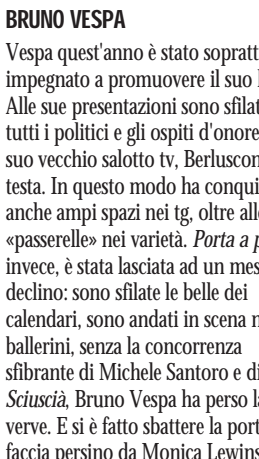 BRUNO VESPA
Vespa quest'anno è stato sopratt
impegnato a promuovere il suo l
Alle sue presentazioni sono sfilat
tutti i politici e gli ospiti d'onore
suo vecchio salotto tv, Berluscon
testa. In questo modo ha conqui
anche ampi spazi nei tg, oltre all
«passerelle» nei varietà. Porta a p
invece, è stata lasciata ad un mes
declino: sono sfilate le belle dei
calendari, sono andati in scena n
ballerini, senza la concorrenza
sfibrante di Michele Santoro e di
Sciuscià, Bruno Vespa ha perso la
verve. E si è fatto sbattere la port
faccia persino da Monica Lewins